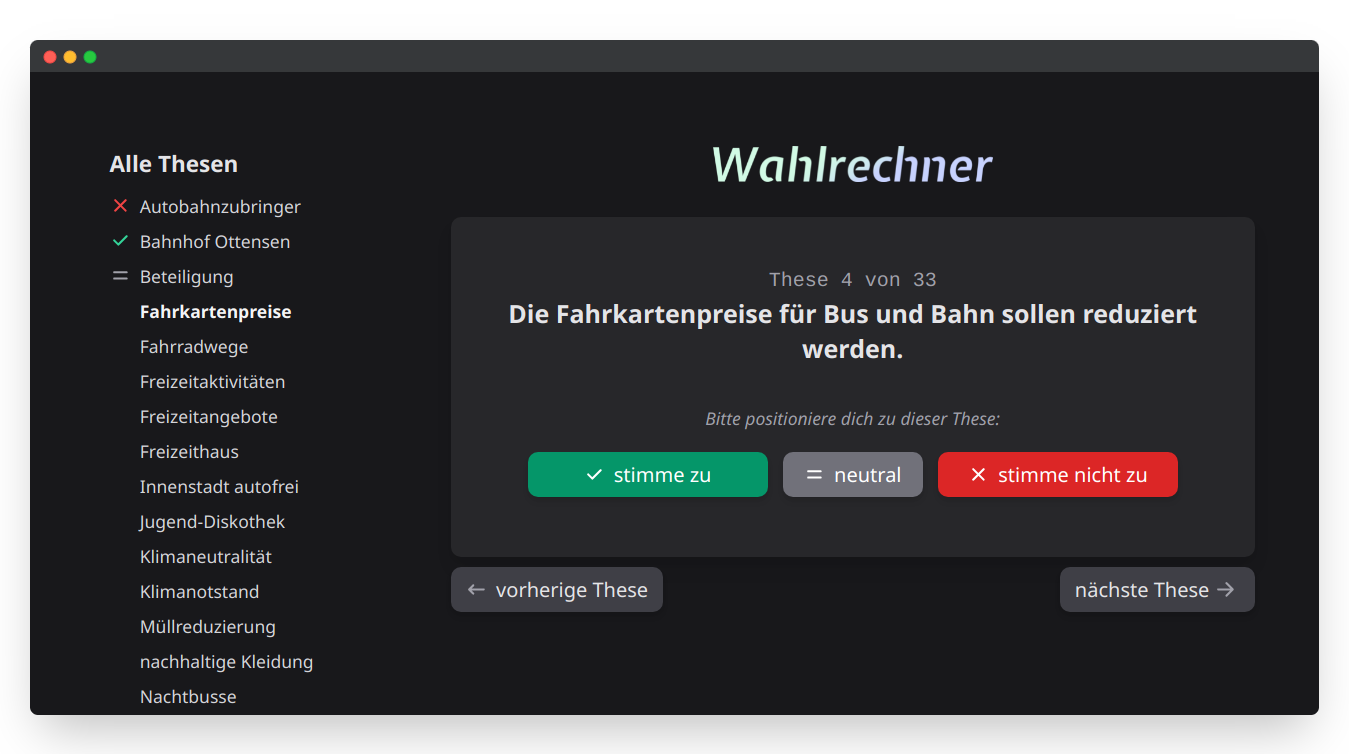 Alle Thesen
Autobahnzubringer
Bahnhof Ottensen
Beteiligung
Fahrkartenpreise
Fahrradwege
Freizeitaktivitäten
Freizeitangebote
Freizeithaus
Innenstadt autofrei
Jugend-Diskothek
Klimaneutralität
Klimanotstand
Müllreduzierung
nachhaltige Kleidung
Nachtbusse
Wahlrechner
These 4 von 33
Die Fahrkartenpreise für Bus und Bahn sollen reduziert
werden.
Bitte positioniere dich zu dieser These:
stimme zu
neutral
stimme nicht zu
vorherige These
nächste These